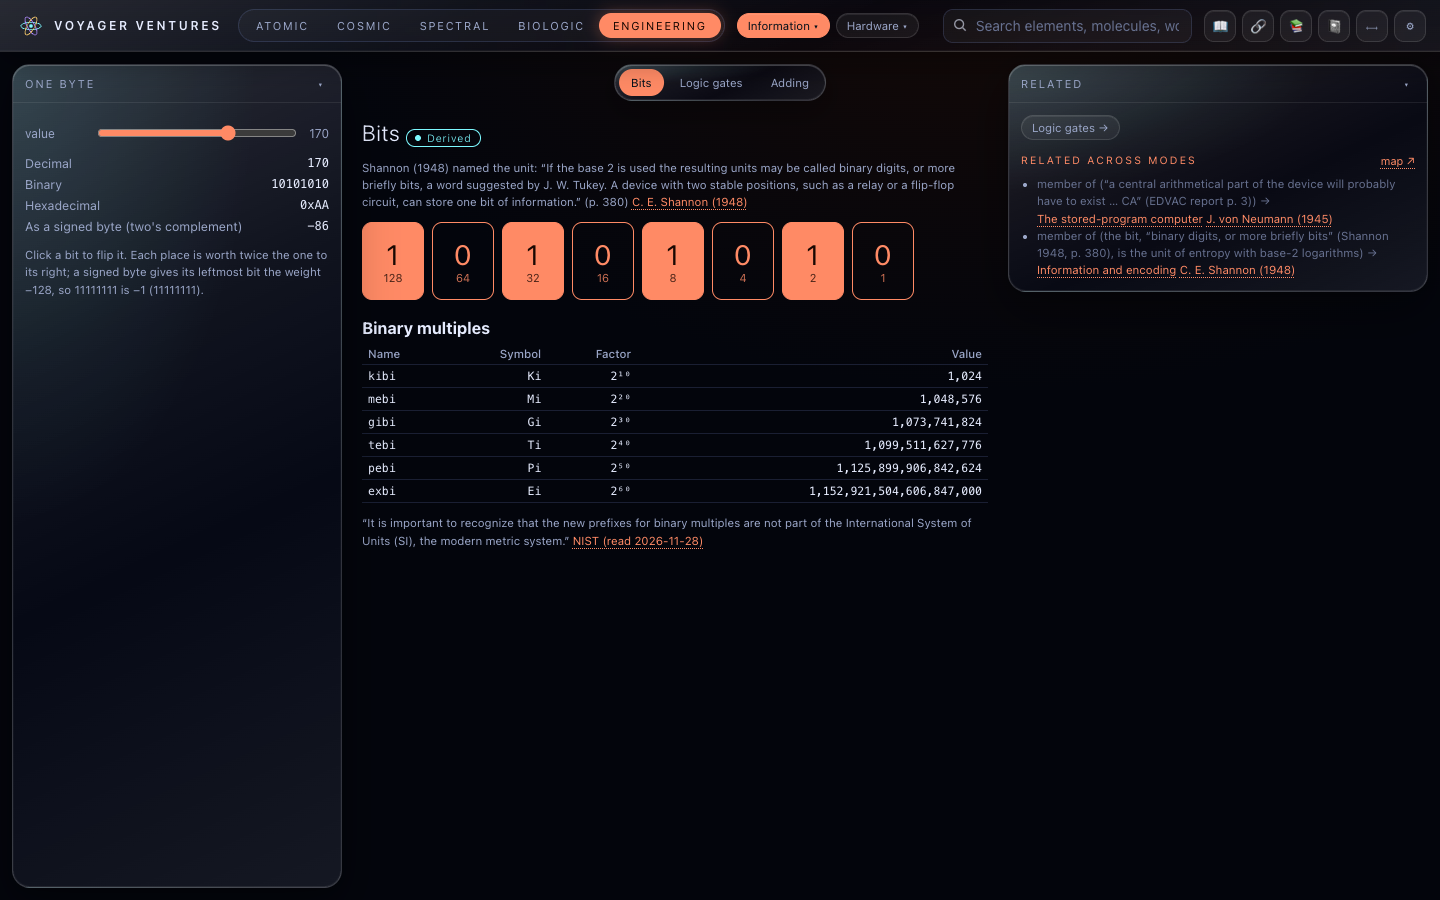 VOYAGER VENTURES
ATOMIC COSMIC SPECTRAL BIOLOGIC ENGINEERING
Information ▾ Hardware ▾
Search elements, molecules, wo
ONE BYTE ▾
value 170
Decimal 170
Binary 10101010
Hexadecimal 0xAA
As a signed byte (two's complement) −86
Click a bit to flip it. Each place is worth twice the one to
its right; a signed byte gives its leftmost bit the weight
−128, so 11111111 is −1 (11111111).
Bits Logic gates Adding
Bits Derived
Shannon (1948) named the unit: “If the base 2 is used the resulting units may be called binary digits, or more
briefly bits, a word suggested by J. W. Tukey. A device with two stable positions, such as a relay or a flip-flop
circuit, can store one bit of information.” (p. 380) C. E. Shannon (1948)
1 0 1 0 1 0 1 0
128 64 32 16 8 4 2 1
Binary multiples
Name Symbol Factor Value
kibi Ki 2¹⁰ 1,024
mebi Mi 2²⁰ 1,048,576
gibi Gi 2³⁰ 1,073,741,824
tebi Ti 2⁴⁰ 1,099,511,627,776
pebi Pi 2⁵⁰ 1,125,899,906,842,624
exbi Ei 2⁶⁰ 1,152,921,504,606,847,000
“It is important to recognize that the new prefixes for binary multiples are not part of the International System of
Units (SI), the modern metric system.” NIST (read 2026-11-28)
RELATED ▾
Logic gates →
RELATED ACROSS MODES map ↗
• member of (“a central arithmetical part of the device will probably
have to exist … CA” (EDVAC report p. 3)) →
The stored-program computer J. von Neumann (1945)
• member of (the bit, “binary digits, or more briefly bits” (Shannon
1948, p. 380), is the unit of entropy with base-2 logarithms) →
Information and encoding C. E. Shannon (1948)